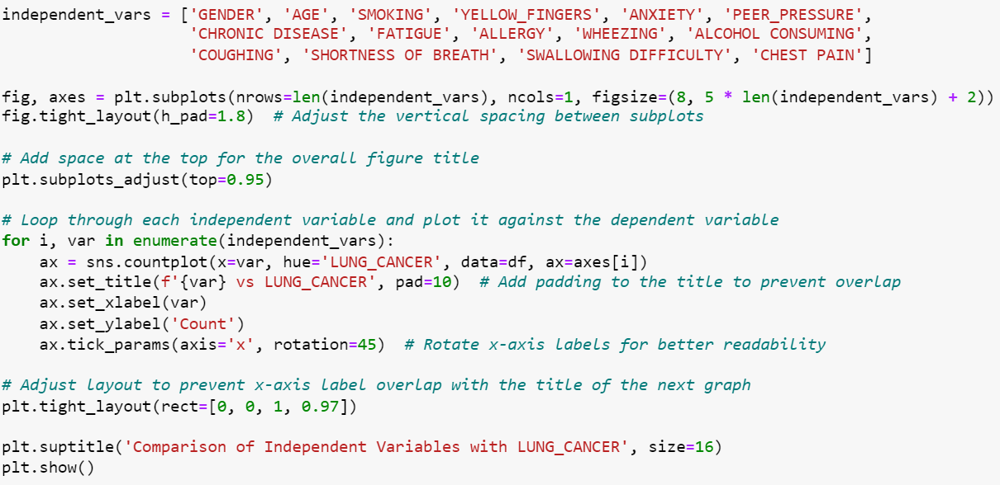 independent_vars = ['GENDER', 'AGE', 'SMOKING', 'YELLOW_FINGERS', 'ANXIETY', 'PEER_PRESSURE',
                    'CHRONIC DISEASE', 'FATIGUE', 'ALLERGY', 'WHEEZING', 'ALCOHOL CONSUMING',
                    'COUGHING', 'SHORTNESS OF BREATH', 'SWALLOWING DIFFICULTY', 'CHEST PAIN']

fig, axes = plt.subplots(nrows=len(independent_vars), ncols=1, figsize=(8, 5 * len(independent_vars) + 2))
fig.tight_layout(h_pad=1.8)  # Adjust the vertical spacing between subplots

# Add space at the top for the overall figure title
plt.subplots_adjust(top=0.95)

# Loop through each independent variable and plot it against the dependent variable
for i, var in enumerate(independent_vars):
    ax = sns.countplot(x=var, hue='LUNG_CANCER', data=df, ax=axes[i])
    ax.set_title(f'{var} vs LUNG_CANCER', pad=10)  # Add padding to the title to prevent overlap
    ax.set_xlabel(var)
    ax.set_ylabel('Count')
    ax.tick_params(axis='x', rotation=45)  # Rotate x-axis labels for better readability

# Adjust layout to prevent x-axis label overlap with the title of the next graph
plt.tight_layout(rect=[0, 0, 1, 0.97])

plt.suptitle('Comparison of Independent Variables with LUNG_CANCER', size=16)
plt.show()